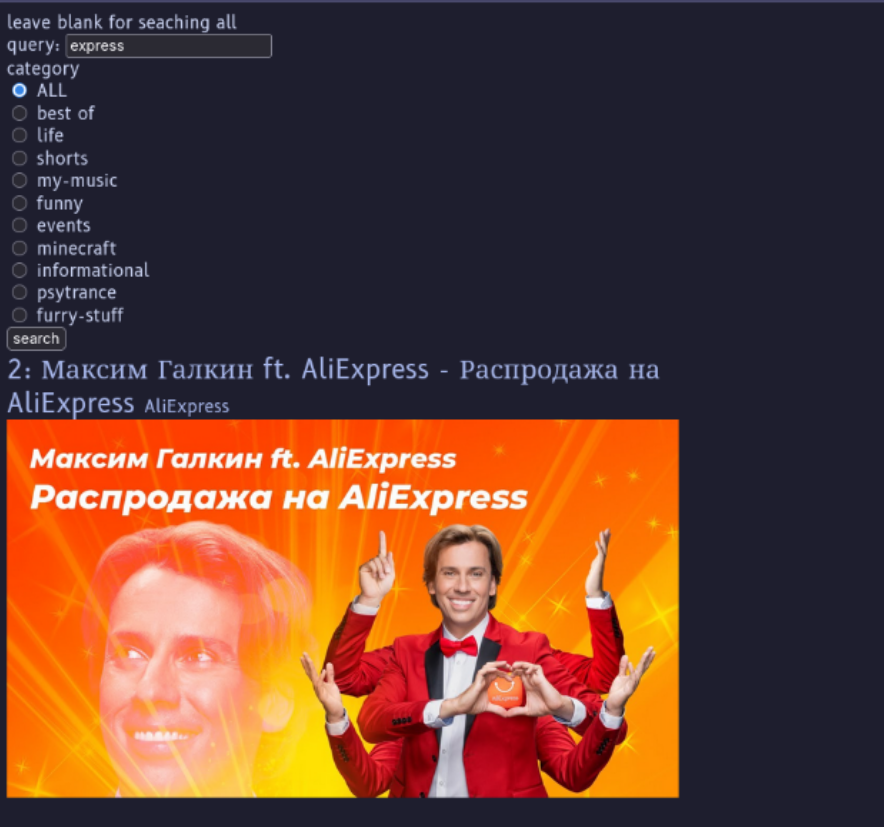 leave blank for seaching all
query: express
category
ALL
best of
life
shorts
my-music
funny
events
minecraft
informational
psytrance
furry-stuff
search
2: Максим Галкин ft. AliExpress - Распродажа на
AliExpress AliExpress
Максим Галкин ft. AliExpress
Распродажа на AliExpress
AliExpress